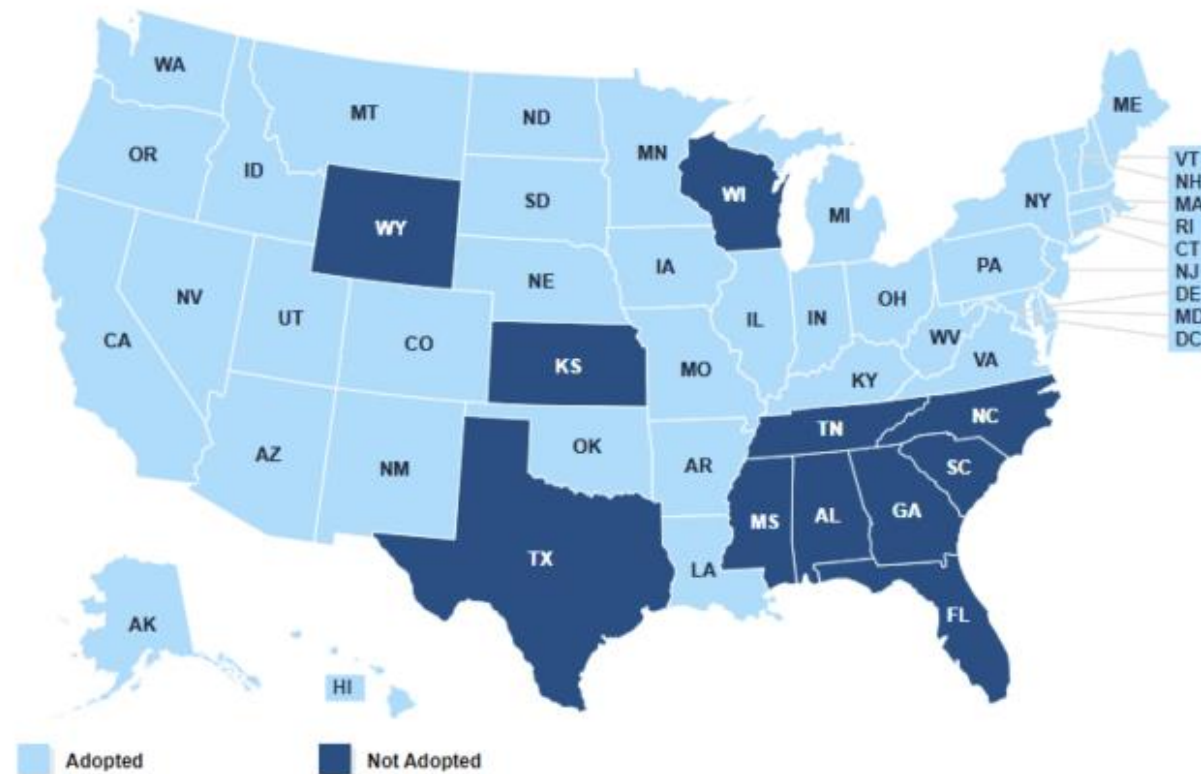 WA
MT
ND
ME
OR
MN
VT
ID
SD
WI
NH
WY
MI
NY
MA
RI
CT
IA
PA
NJ
NE
DE
NV
OH
MD
UT
IL
IN
DC
CA
CO
WV
VA
KS
MO
KY
NC
TN
AZ
OK
NM
AR
SC
MS
AL
GA
TX
LA
FL
AK
HI
Adopted
Not Adopted